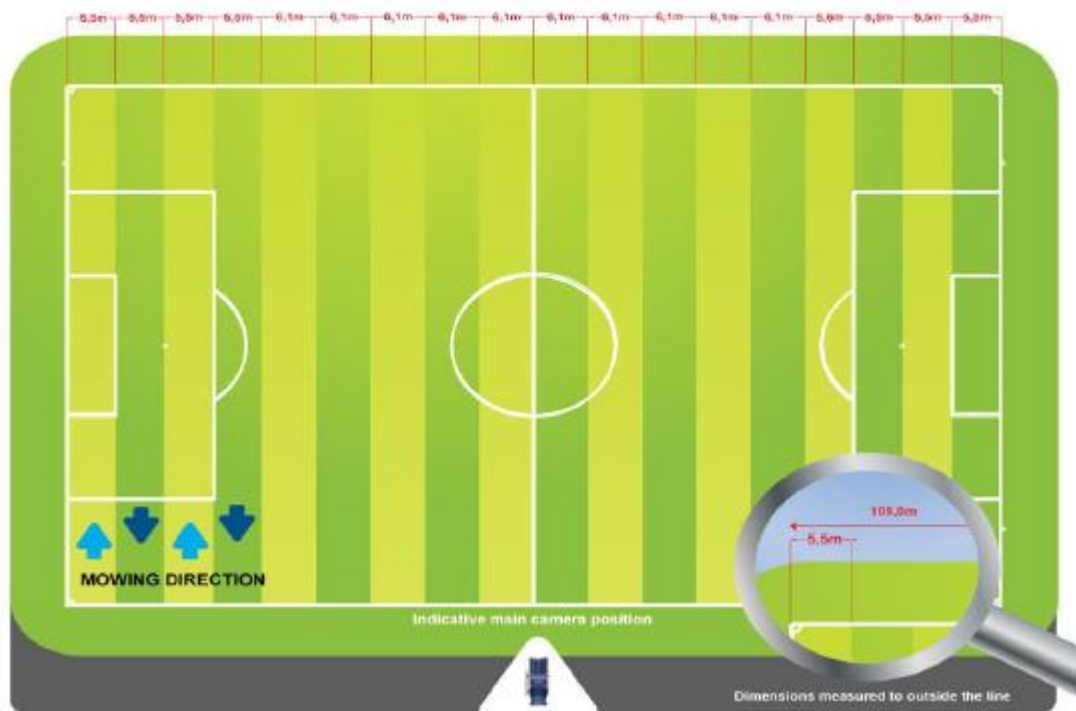 5,5m 5,5m 5,5m 5,5m 6,1m 6,1m 6,1m 6,1m 6,1m 6,1m 6,1m 6,1m 6,1m 6,1m 5,5m 5,5m 5,5m 5,5m
105,0m
5,5m
MOWING DIRECTION
Indicative main camera position
Dimensions measured to outside the line